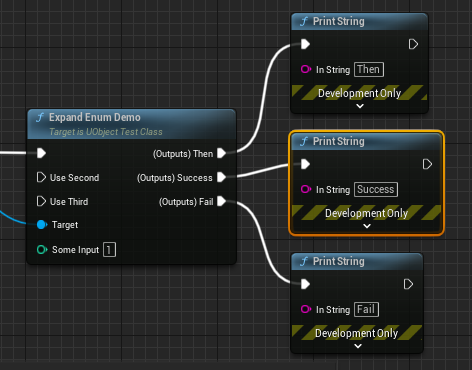 Print String
In String Then
Development Only
Expand Enum Demo
Target is UObject Test Class
(Outputs) Then
Use Second (Outputs) Success
Use Third (Outputs) Fail
Target
Some Input 1
Print String
In String Success
Development Only
Print String
In String Fail
Development Only